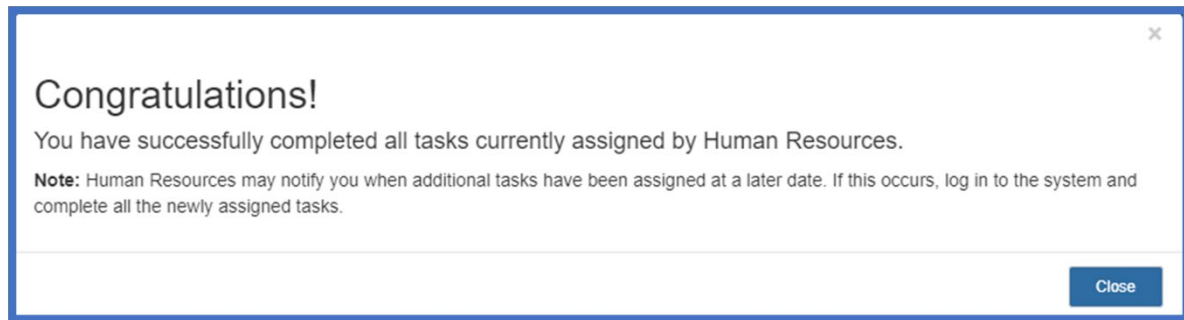 ×
Congratulations!
You have successfully completed all tasks currently assigned by Human Resources.
Note: Human Resources may notify you when additional tasks have been assigned at a later date. If this occurs, log in to the system and
complete all the newly assigned tasks.
Close